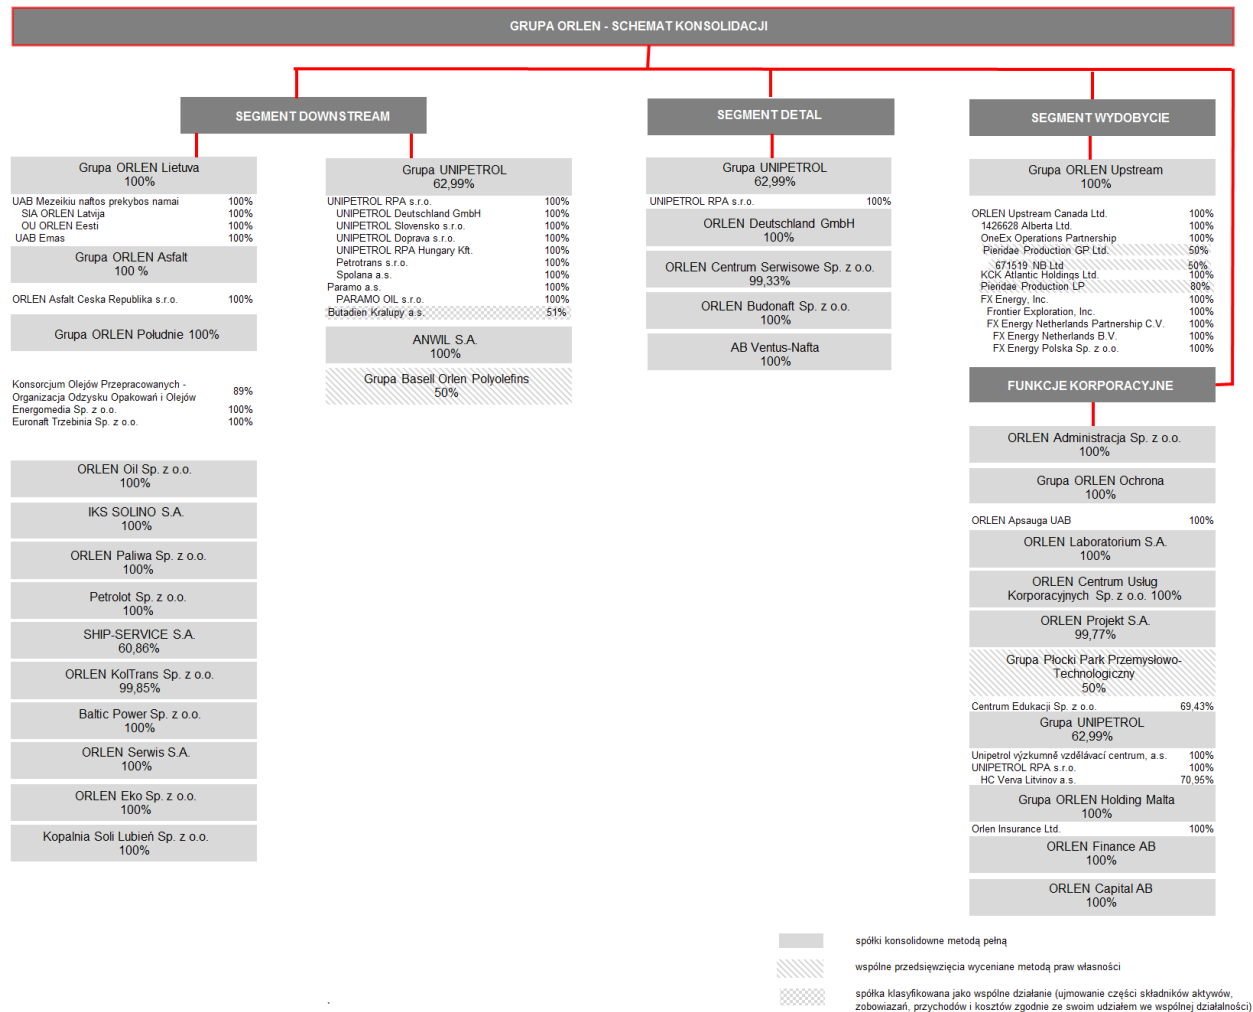 GRUPA ORLEN - SCHEMAT KONSOLIDACJI
SEGMENT DOWNSTREAM
Grupa ORLEN Lietuva
100%
UAB Mezeikiu naftos prekybos namai 100%
SIA ORLEN Latvija 100%
OU ORLEN Eesti 100%
UAB Emas 100%
Grupa ORLEN Asfalt
100 %
ORLEN Asfalt Ceska Republika s.r.o. 100%
Grupa ORLEN Południe 100%
Konsorcjum Olejów Przepracowanych -
Organizacja Odzysku Opakowań i Olejów 89%
Energomedia Sp. z o.o. 100%
Euronaft Trzebinia Sp. z o.o. 100%
ORLEN Oil Sp. z o.o.
100%
IKS SOLINO S.A.
100%
ORLEN Paliwa Sp. z o.o.
100%
Petrolot Sp. z o.o.
100%
SHIP-SERVICE S.A.
60,86%
ORLEN KolTrans Sp. z o.o.
99,85%
Baltic Power Sp. z o.o.
100%
ORLEN Serwis S.A.
100%
ORLEN Eko Sp. z o.o.
100%
Kopalnia Soli Lubień Sp. z o.o.
100%
Grupa UNIPETROL
62,99%
UNIPETROL RPA s.r.o. 100%
UNIPETROL Deutschland GmbH 100%
UNIPETROL Slovensko s.r.o. 100%
UNIPETROL Doprava s.r.o. 100%
UNIPETROL RPA Hungary Kft. 100%
Petrotrans s.r.o. 100%
Spolana a.s. 100%
Paramo a.s. 100%
PARAMO OIL s.r.o. 100%
Butadien Kralupy a.s. 51%
ANWIL S.A.
100%
Grupa Basell Orlen Polyolefins
50%
SEGMENT DETAL
Grupa UNIPETROL
62,99%
UNIPETROL RPA s.r.o. 100%
ORLEN Deutschland GmbH
100%
ORLEN Centrum Serwisowe Sp. z o.o.
99,33%
ORLEN Budonaft Sp. z o.o.
100%
AB Ventus-Nafta
100%
SEGMENT WYDOBYCIE
Grupa ORLEN Upstream
100%
ORLEN Upstream Canada Ltd. 100%
1426628 Alberta Ltd. 100%
OneEx Operations Partnership 100%
Pieridae Production GP Ltd. 50%
671519 NB Ltd 50%
KCK Atlantic Holdings Ltd. 100%
Pieridae Production LP 80%
FX Energy, Inc. 100%
Frontier Exploration, Inc. 100%
FX Energy Netherlands Partnership C.V. 100%
FX Energy Netherlands B.V. 100%
FX Energy Polska Sp. z o.o. 100%
FUNKCJE KORPORACYJNE
ORLEN Administracja Sp. z o.o.
100%
Grupa ORLEN Ochrona
100%
ORLEN Apsauga UAB 100%
ORLEN Laboratorium S.A.
100%
ORLEN Centrum Usług
Korporacyjnych Sp. z o.o. 100%
ORLEN Projekt S.A.
99,77%
Grupa Płocki Park Przemysłowo-
Technologiczny
50%
Centrum Edukacji Sp. z o.o. 69,43%
Grupa UNIPETROL
62,99%
Unipetrol výzkumně vzdělávací centrum, a.s. 100%
UNIPETROL RPA s.r.o. 100%
HC Verva Litvínov a.s. 70,95%
Grupa ORLEN Holding Malta
100%
Orlen Insurance Ltd. 100%
ORLEN Finance AB
100%
ORLEN Capital AB
100%
spółki konsolidowne metodą pełną
wspólne przedsięwzięcia wyceniane metodą praw własności
spółka klasyfikowana jako wspólne działanie (ujmowanie części składników aktywów,
zobowiazań, przychodów i kosztów zgodnie ze swoim udziałem we wspólnej działalności)
.